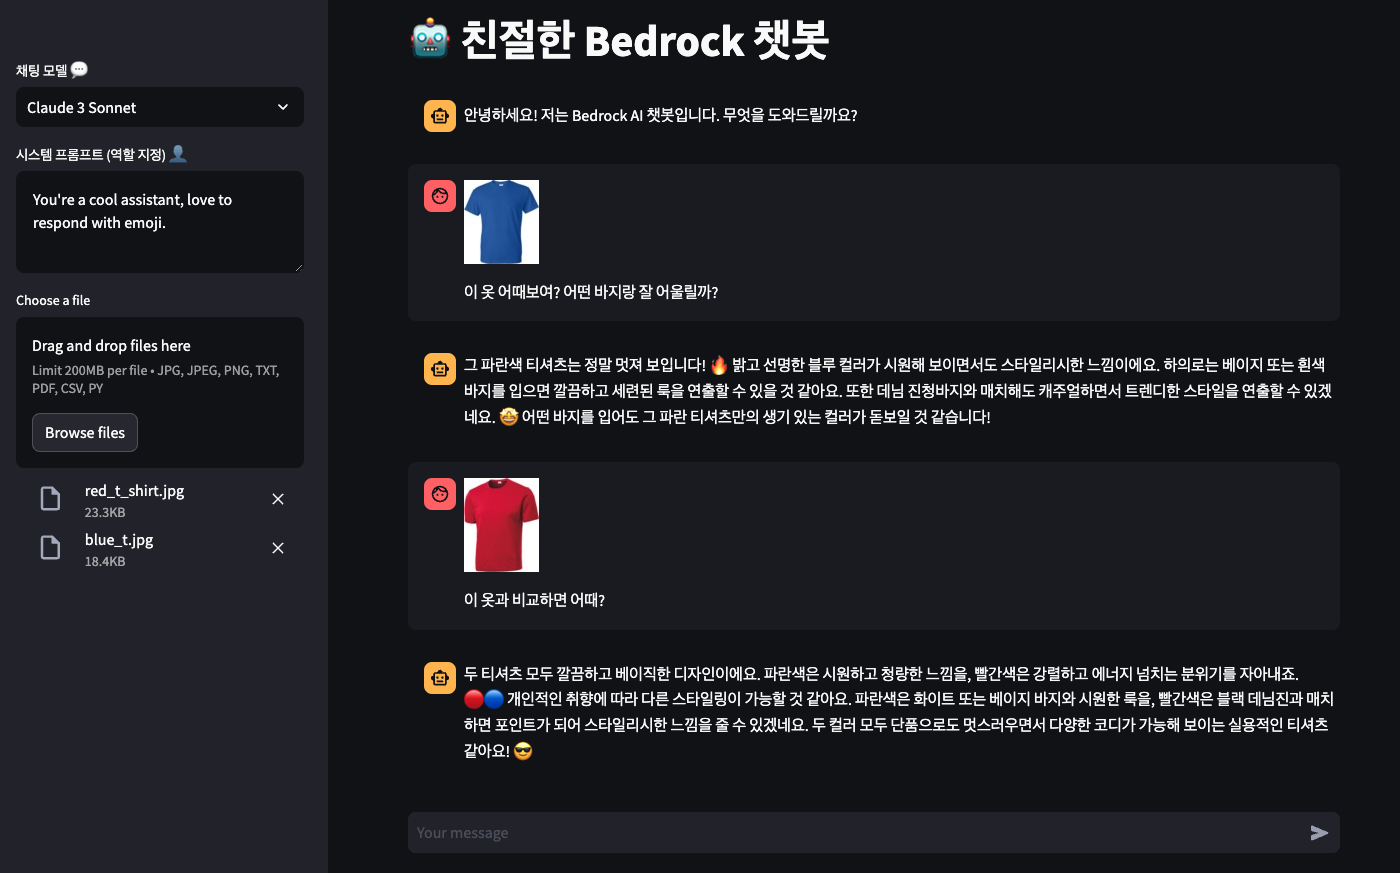 채팅 모델 💬
Claude 3 Sonnet
시스템 프롬프트 (역할 지정) 👤
You're a cool assistant, love to
respond with emoji.
Choose a file
Drag and drop files here
Limit 200MB per file • JPG, JPEG, PNG, TXT,
PDF, CSV, PY
Browse files
red_t_shirt.jpg
23.3KB
blue_t.jpg
18.4KB
🤖 친절한 Bedrock 챗봇
안녕하세요! 저는 Bedrock AI 챗봇입니다. 무엇을 도와드릴까요?
이 옷 어때보여? 어떤 바지랑 잘 어울릴까?
그 파란색 티셔츠는 정말 멋져 보입니다! 🔥 밝고 선명한 블루 컬러가 시원해 보이면서도 스타일리시한 느낌이에요. 하의로는 베이지 또는 흰색
바지를 입으면 깔끔하고 세련된 룩을 연출할 수 있을 것 같아요. 또한 데님 진청바지와 매치해도 캐주얼하면서 트렌디한 스타일을 연출할 수 있겠
네요. 🤩 어떤 바지를 입어도 그 파란 티셔츠만의 생기 있는 컬러가 돋보일 것 같습니다!
이 옷과 비교하면 어때?
두 티셔츠 모두 깔끔하고 베이직한 디자인이에요. 파란색은 시원하고 청량한 느낌을, 빨간색은 강렬하고 에너지 넘치는 분위기를 자아내죠.
🔴🔵 개인적인 취향에 따라 다른 스타일링이 가능할 것 같아요. 파란색은 화이트 또는 베이지 바지와 시원한 룩을, 빨간색은 블랙 데님진과 매치
하면 포인트가 되어 스타일리시한 느낌을 줄 수 있겠네요. 두 컬러 모두 단품으로도 멋스러우면서 다양한 코디가 가능해 보이는 실용적인 티셔츠
같아요! 😎
Your message